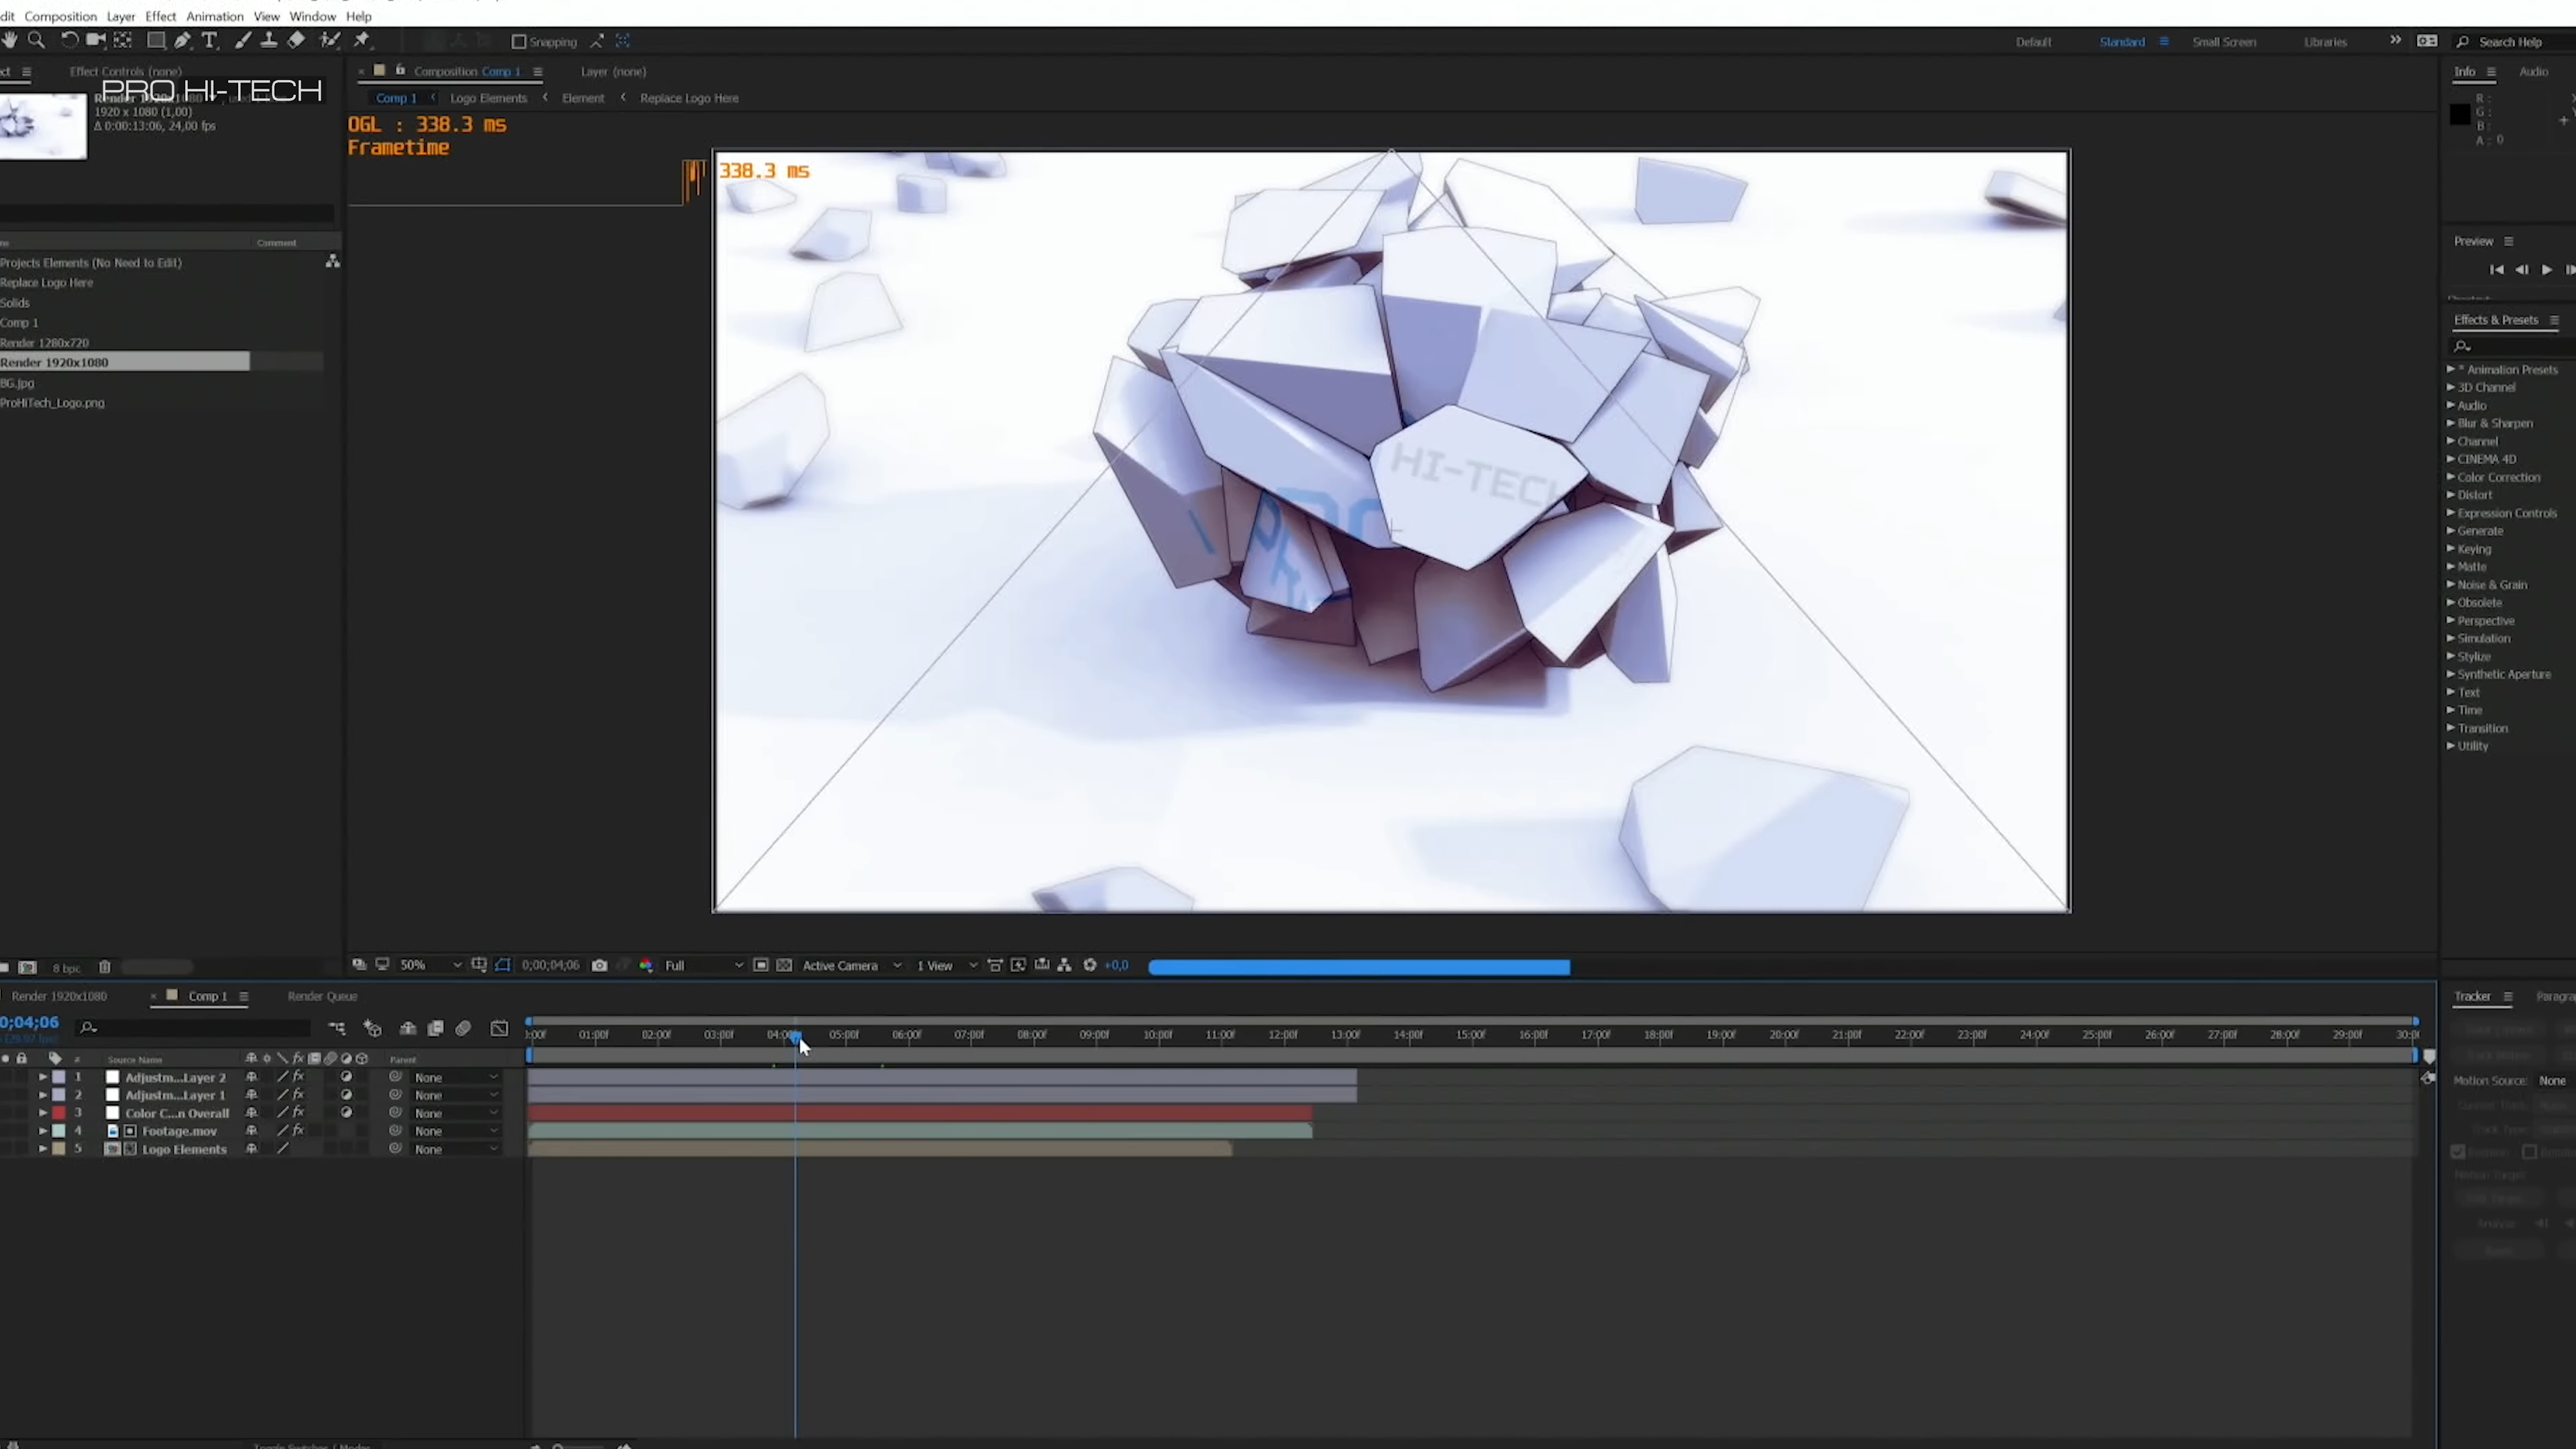 dit Composition Layer Effect Animation View Window Help
Snapping
Default Standard Small Screen Libraries Search Help
Effect Controls (none)
PRO HI-TECH
Render 1920x1080
1920 x 1080 (1,00)
Δ 0:00:13:06, 24,00 fps
Composition Comp 1
Layer (none)
Comp 1 Logo Elements Element Replace Logo Here
Info Audio
R :
G :
B :
A : 0
OGL : 338.3 ms
Frametime
338.3 ms
HI-TECH
Comment
Projects Elements (No Need to Edit)
Replace Logo Here
Solids
Comp 1
Render 1280x720
Render 1920x1080
BG.jpg
ProHiTech_Logo.png
Preview
Effects & Presets
* Animation Presets
3D Channel
Audio
Blur & Sharpen
Channel
CINEMA 4D
Color Correction
Distort
Expression Controls
Generate
Keying
Matte
Noise & Grain
Obsolete
Perspective
Simulation
Stylize
Synthetic Aperture
Text
Time
Transition
Utility
8 bpc
50% 0;00;04;06 Full Active Camera 1 View +0,0
Render 1920x1080 Comp 1 Render Queue
0;04;06
:00f 01:00f 02:00f 03:00f 04:00f 05:00f 06:00f 07:00f 08:00f 09:00f 10:00f 11:00f 12:00f 13:00f 14:00f 15:00f 16:00f 17:00f 18:00f 19:00f 20:00f 21:00f 22:00f 23:00f 24:00f 25:00f 26:00f 27:00f 28:00f 29:00f 30:0
# Source Name Parent
1 Adjustm...Layer 2 None
2 Adjustm...Layer 1 None
3 Color C...n Overall None
4 Footage.mov None
5 Logo Elements None
Tracker Paragra
Motion Source: None